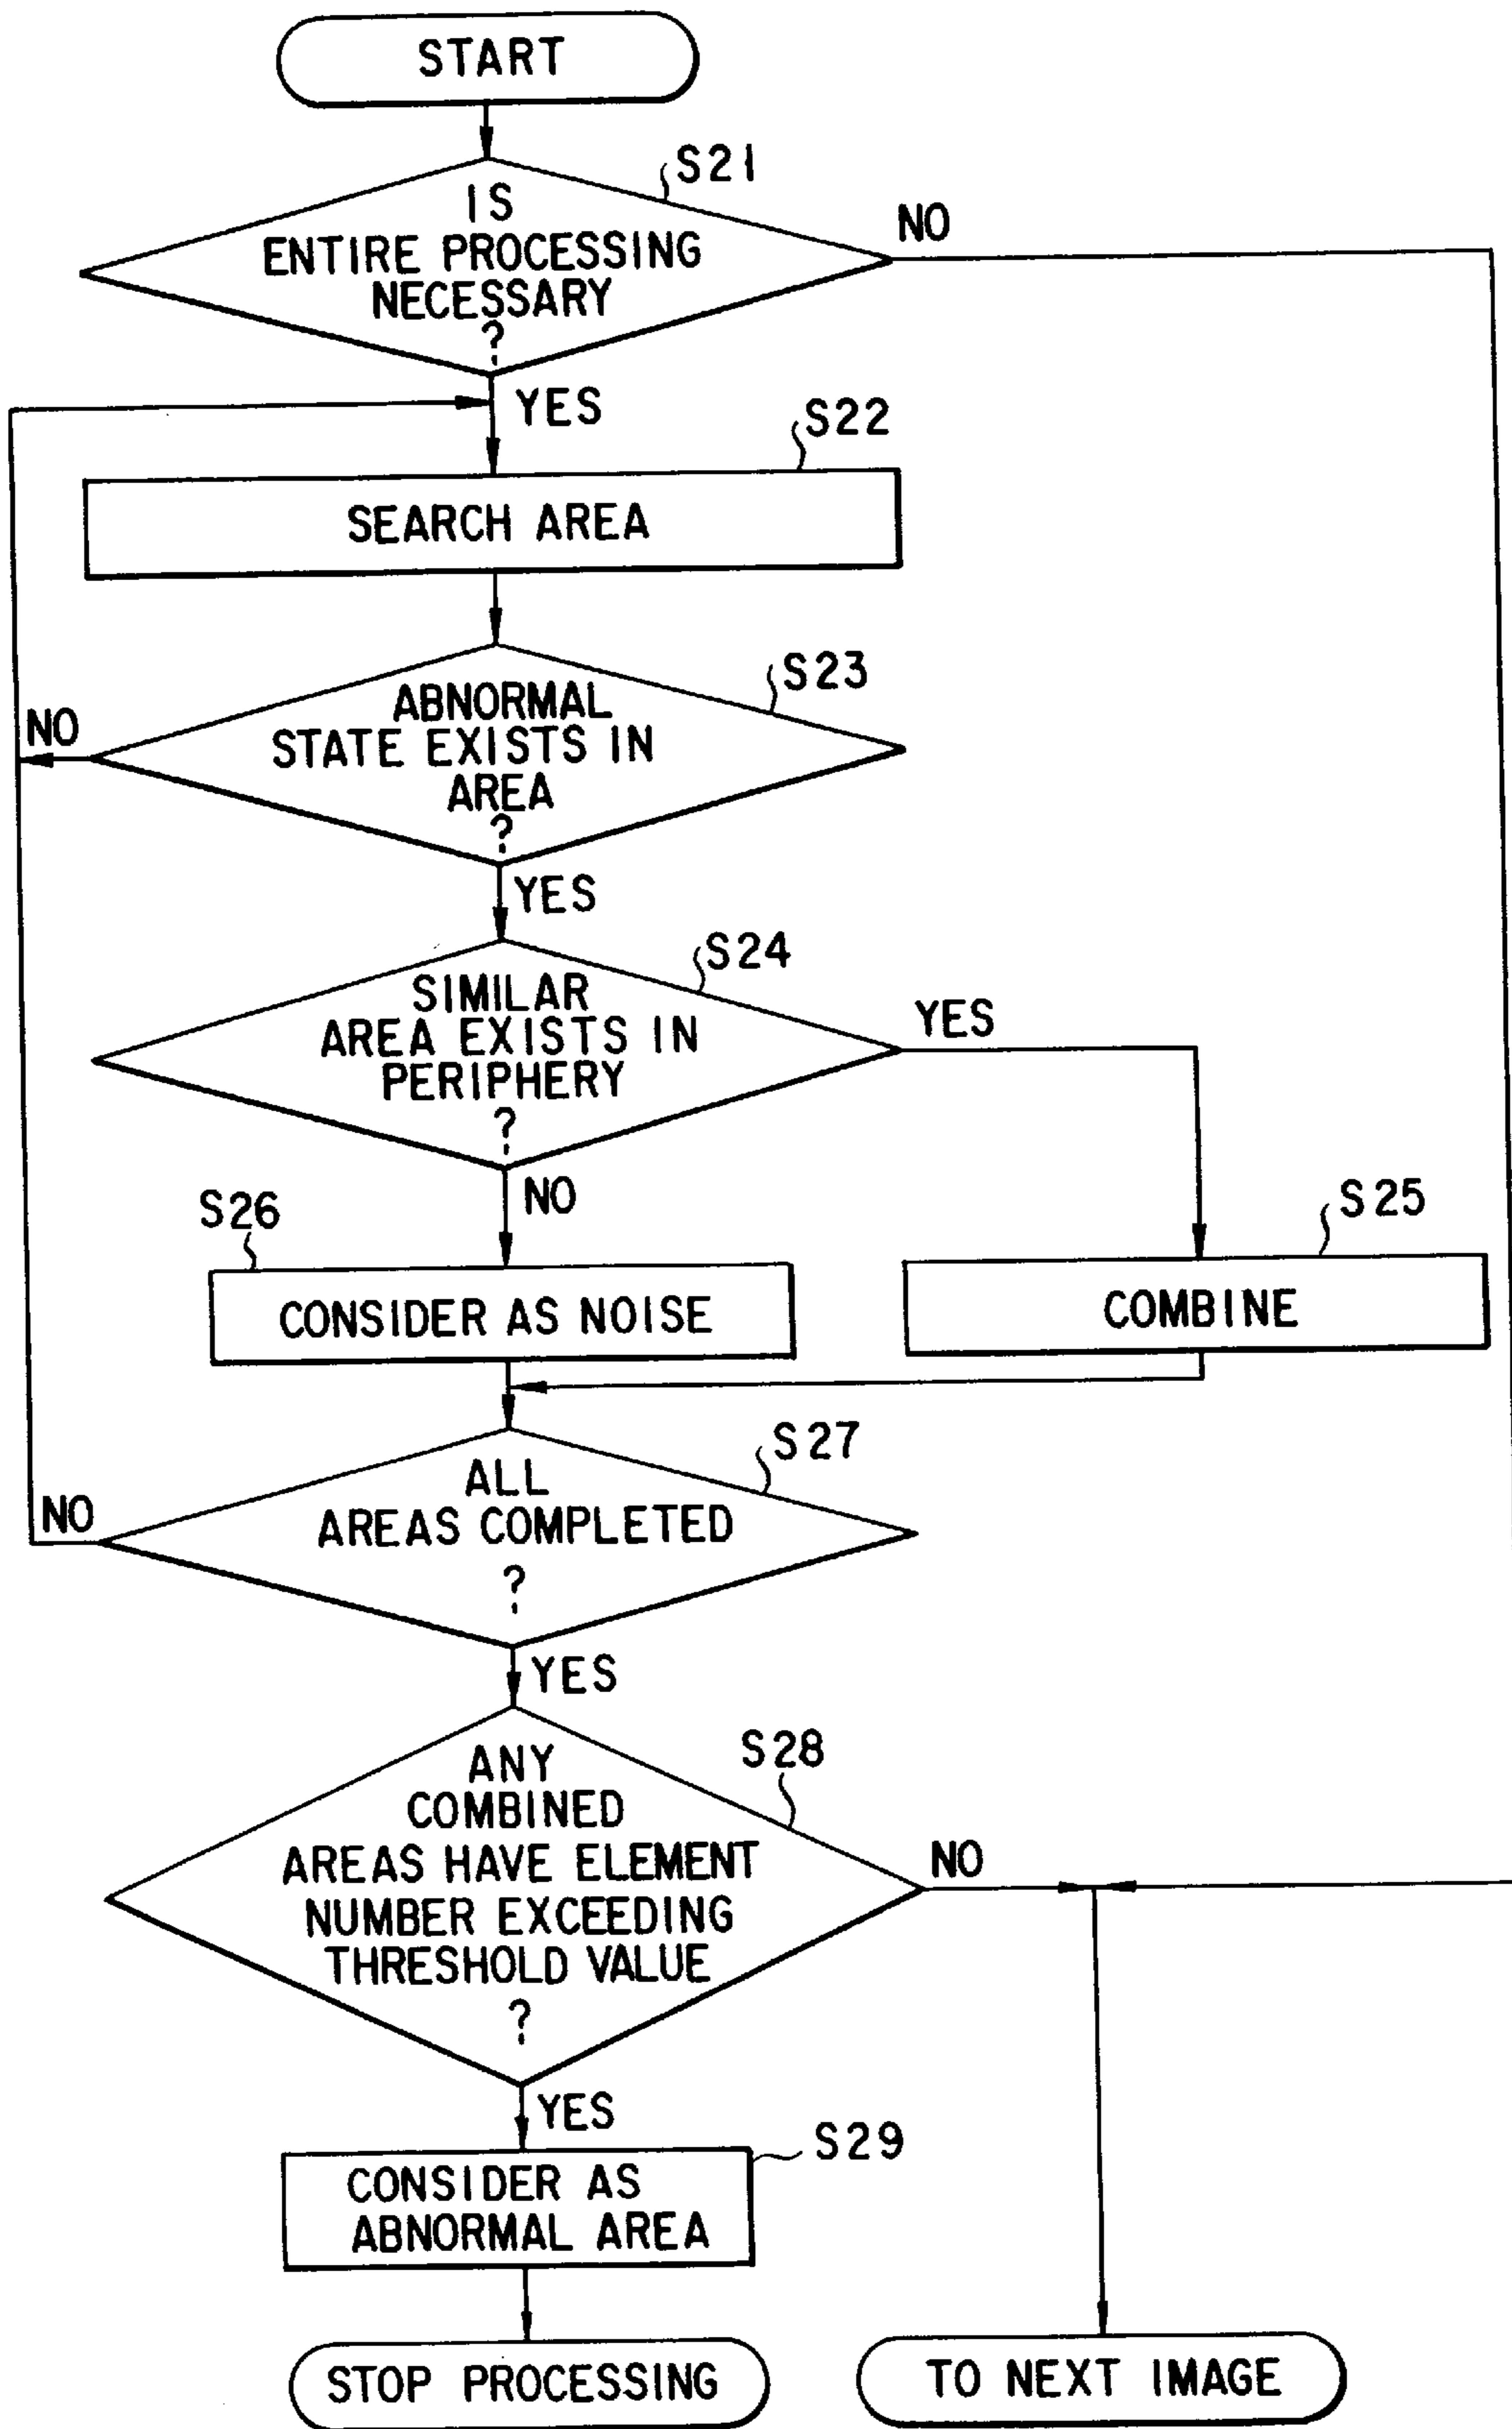 START
S21
IS
ENTIRE PROCESSING
NECESSARY
?
NO
YES
S22
SEARCH AREA
S23
ABNORMAL
STATE EXISTS IN
AREA
?
NO
YES
S24
SIMILAR
AREA EXISTS IN
PERIPHERY
?
YES
NO
S26
S25
CONSIDER AS NOISE
COMBINE
S27
ALL
AREAS COMPLETED
?
NO
YES
S28
ANY
COMBINED
AREAS HAVE ELEMENT
NUMBER EXCEEDING
THRESHOLD VALUE
?
NO
YES
S29
CONSIDER AS
ABNORMAL AREA
STOP PROCESSING
TO NEXT IMAGE